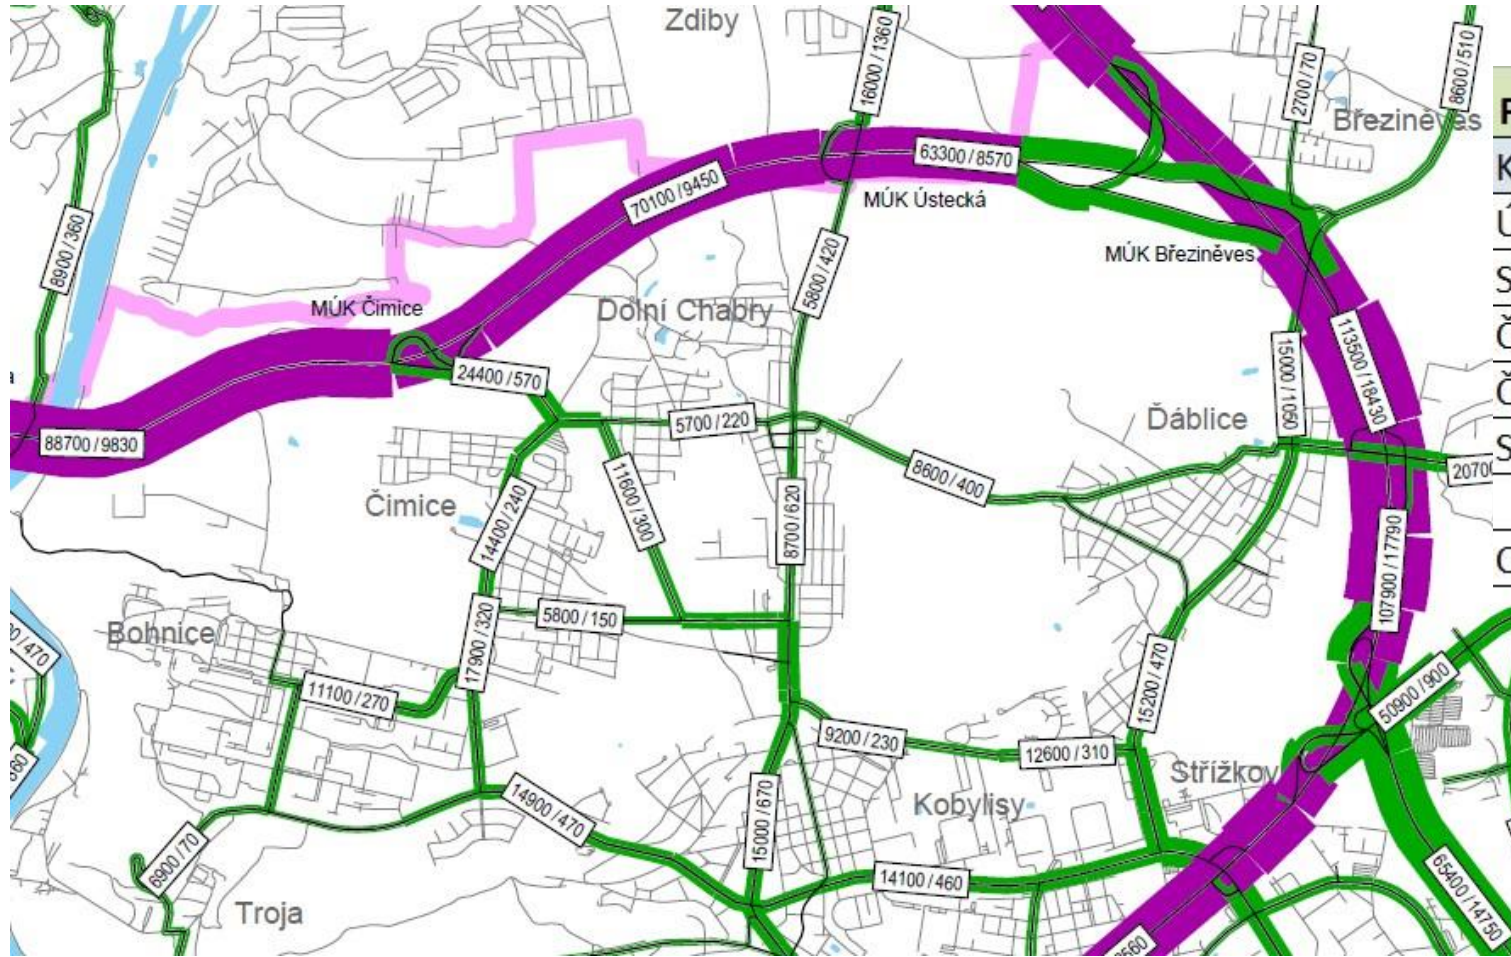 Zdiby
16000 / 1360
2700 / 70
8600 / 510
Březiněves
63300 / 8570
70100 / 9450
MÚK Ústecká
8900 / 360
MÚK Březiněves
5800 / 420
MÚK Čimice
Dolní Chabry
24400 / 570
113500 / 18430
15000 / 1050
5700 / 220
Ďáblice
88700 / 9830
8600 / 400
11600 / 300
Čimice
14400 / 240
8700 / 620
107900 / 17790
5800 / 150
Bohnice
17900 / 320
11100 / 270
15200 / 470
50900 / 900
9200 / 230
12600 / 310
Střížkov
14900 / 470
15000 / 670
Kobylisy
6900 / 70
14100 / 460
65400 / 14750
Troja